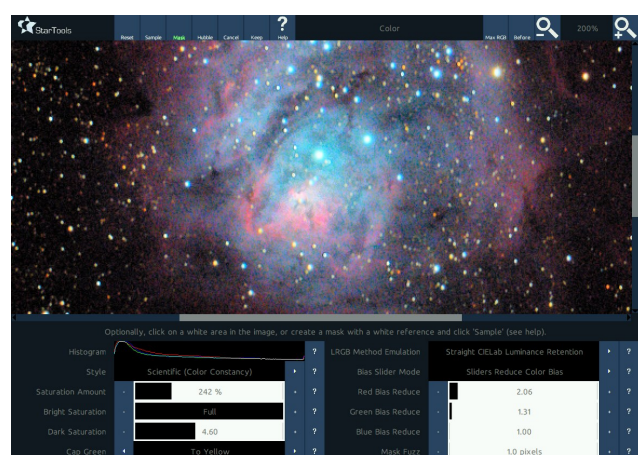 StarTools
Reset Sample Mask Hubble Cancel Keep ? Help
Color
Max RGB Before 200%
Optionally, click on a white area in the image, or create a mask with a white reference and click 'Sample' (see help).
Histogram ? LRGB Method Emulation Straight CIELab Luminance Retention ?
Style Scientific (Color Constancy) ? Bias Slider Mode Sliders Reduce Color Bias ?
Saturation Amount - 242 % + ? Red Bias Reduce - 2.06 + ?
Bright Saturation - Full + ? Green Bias Reduce - 1.31 + ?
Dark Saturation - 4.60 + ? Blue Bias Reduce - 1.00 + ?
Cap Green To Yellow ? Mask Fuzz - 1.0 pixels + ?